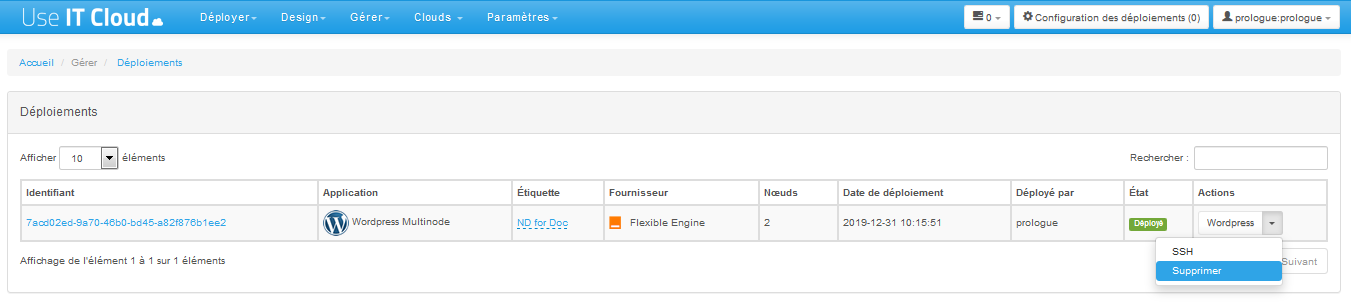 Use IT Cloud Déployer Design Gérer Clouds Paramètres 0 Configuration des déploiements (0) prologue:prologue
Accueil / Gérer / Déploiements
Déploiements
Afficher 10 éléments Rechercher :
Identifiant Application Étiquette Fournisseur Nœuds Date de déploiement Déployé par État Actions
7acd02ed-9a70-46b0-bd45-a82f876b1ee2 Wordpress Multinode ND for Doc Flexible Engine 2 2019-12-31 10:15:51 prologue Déployé Wordpress
SSH
Affichage de l'élément 1 à 1 sur 1 éléments Suivant
Supprimer